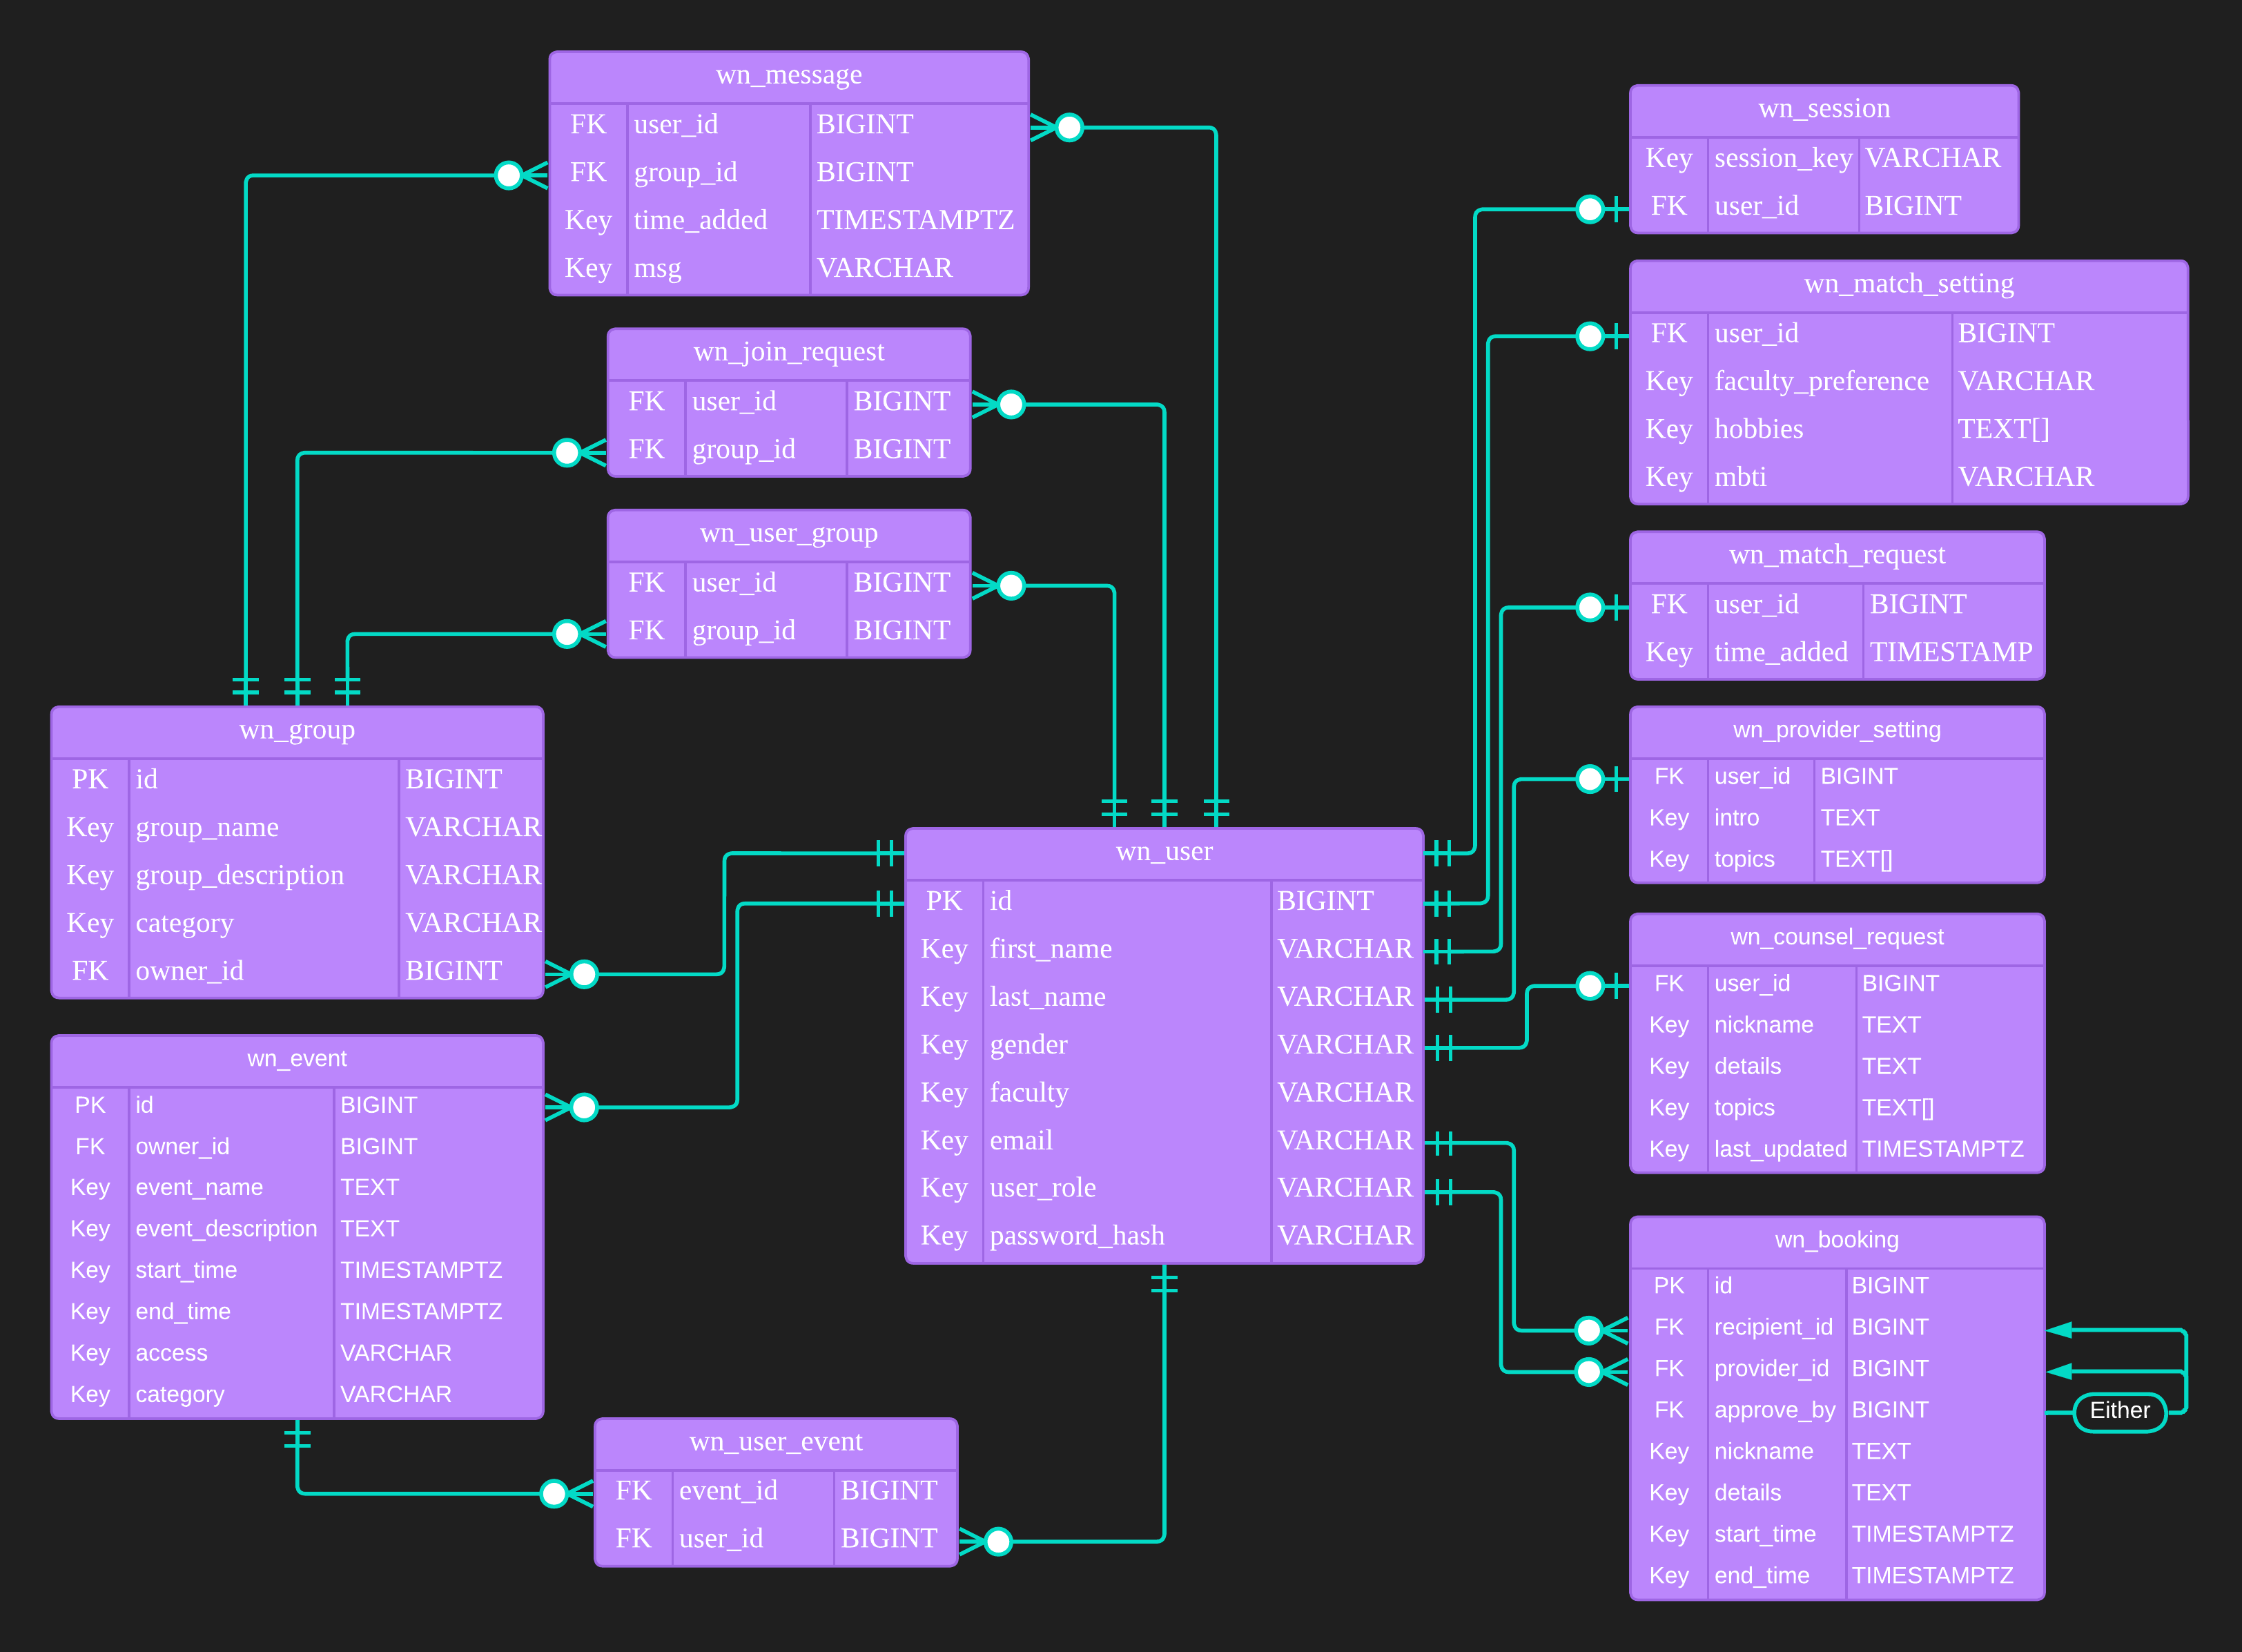 wn_message
FK user_id BIGINT
FK group_id BIGINT
Key time_added TIMESTAMPTZ
Key msg VARCHAR
wn_join_request
FK user_id BIGINT
FK group_id BIGINT
wn_user_group
FK user_id BIGINT
FK group_id BIGINT
wn_group
PK id BIGINT
Key group_name VARCHAR
Key group_description VARCHAR
Key category VARCHAR
FK owner_id BIGINT
wn_event
PK id BIGINT
FK owner_id BIGINT
Key event_name TEXT
Key event_description TEXT
Key start_time TIMESTAMPTZ
Key end_time TIMESTAMPTZ
Key access VARCHAR
Key category VARCHAR
wn_user_event
FK event_id BIGINT
FK user_id BIGINT
wn_user
PK id BIGINT
Key first_name VARCHAR
Key last_name VARCHAR
Key gender VARCHAR
Key faculty VARCHAR
Key email VARCHAR
Key user_role VARCHAR
Key password_hash VARCHAR
wn_session
Key session_key VARCHAR
FK user_id BIGINT
wn_match_setting
FK user_id BIGINT
Key faculty_preference VARCHAR
Key hobbies TEXT[]
Key mbti VARCHAR
wn_match_request
FK user_id BIGINT
Key time_added TIMESTAMP
wn_provider_setting
FK user_id BIGINT
Key intro TEXT
Key topics TEXT[]
wn_counsel_request
FK user_id BIGINT
Key nickname TEXT
Key details TEXT
Key topics TEXT[]
Key last_updated TIMESTAMPTZ
wn_booking
PK id BIGINT
FK recipient_id BIGINT
FK provider_id BIGINT
FK approve_by BIGINT
Either
Key nickname TEXT
Key details TEXT
Key start_time TIMESTAMPTZ
Key end_time TIMESTAMPTZ